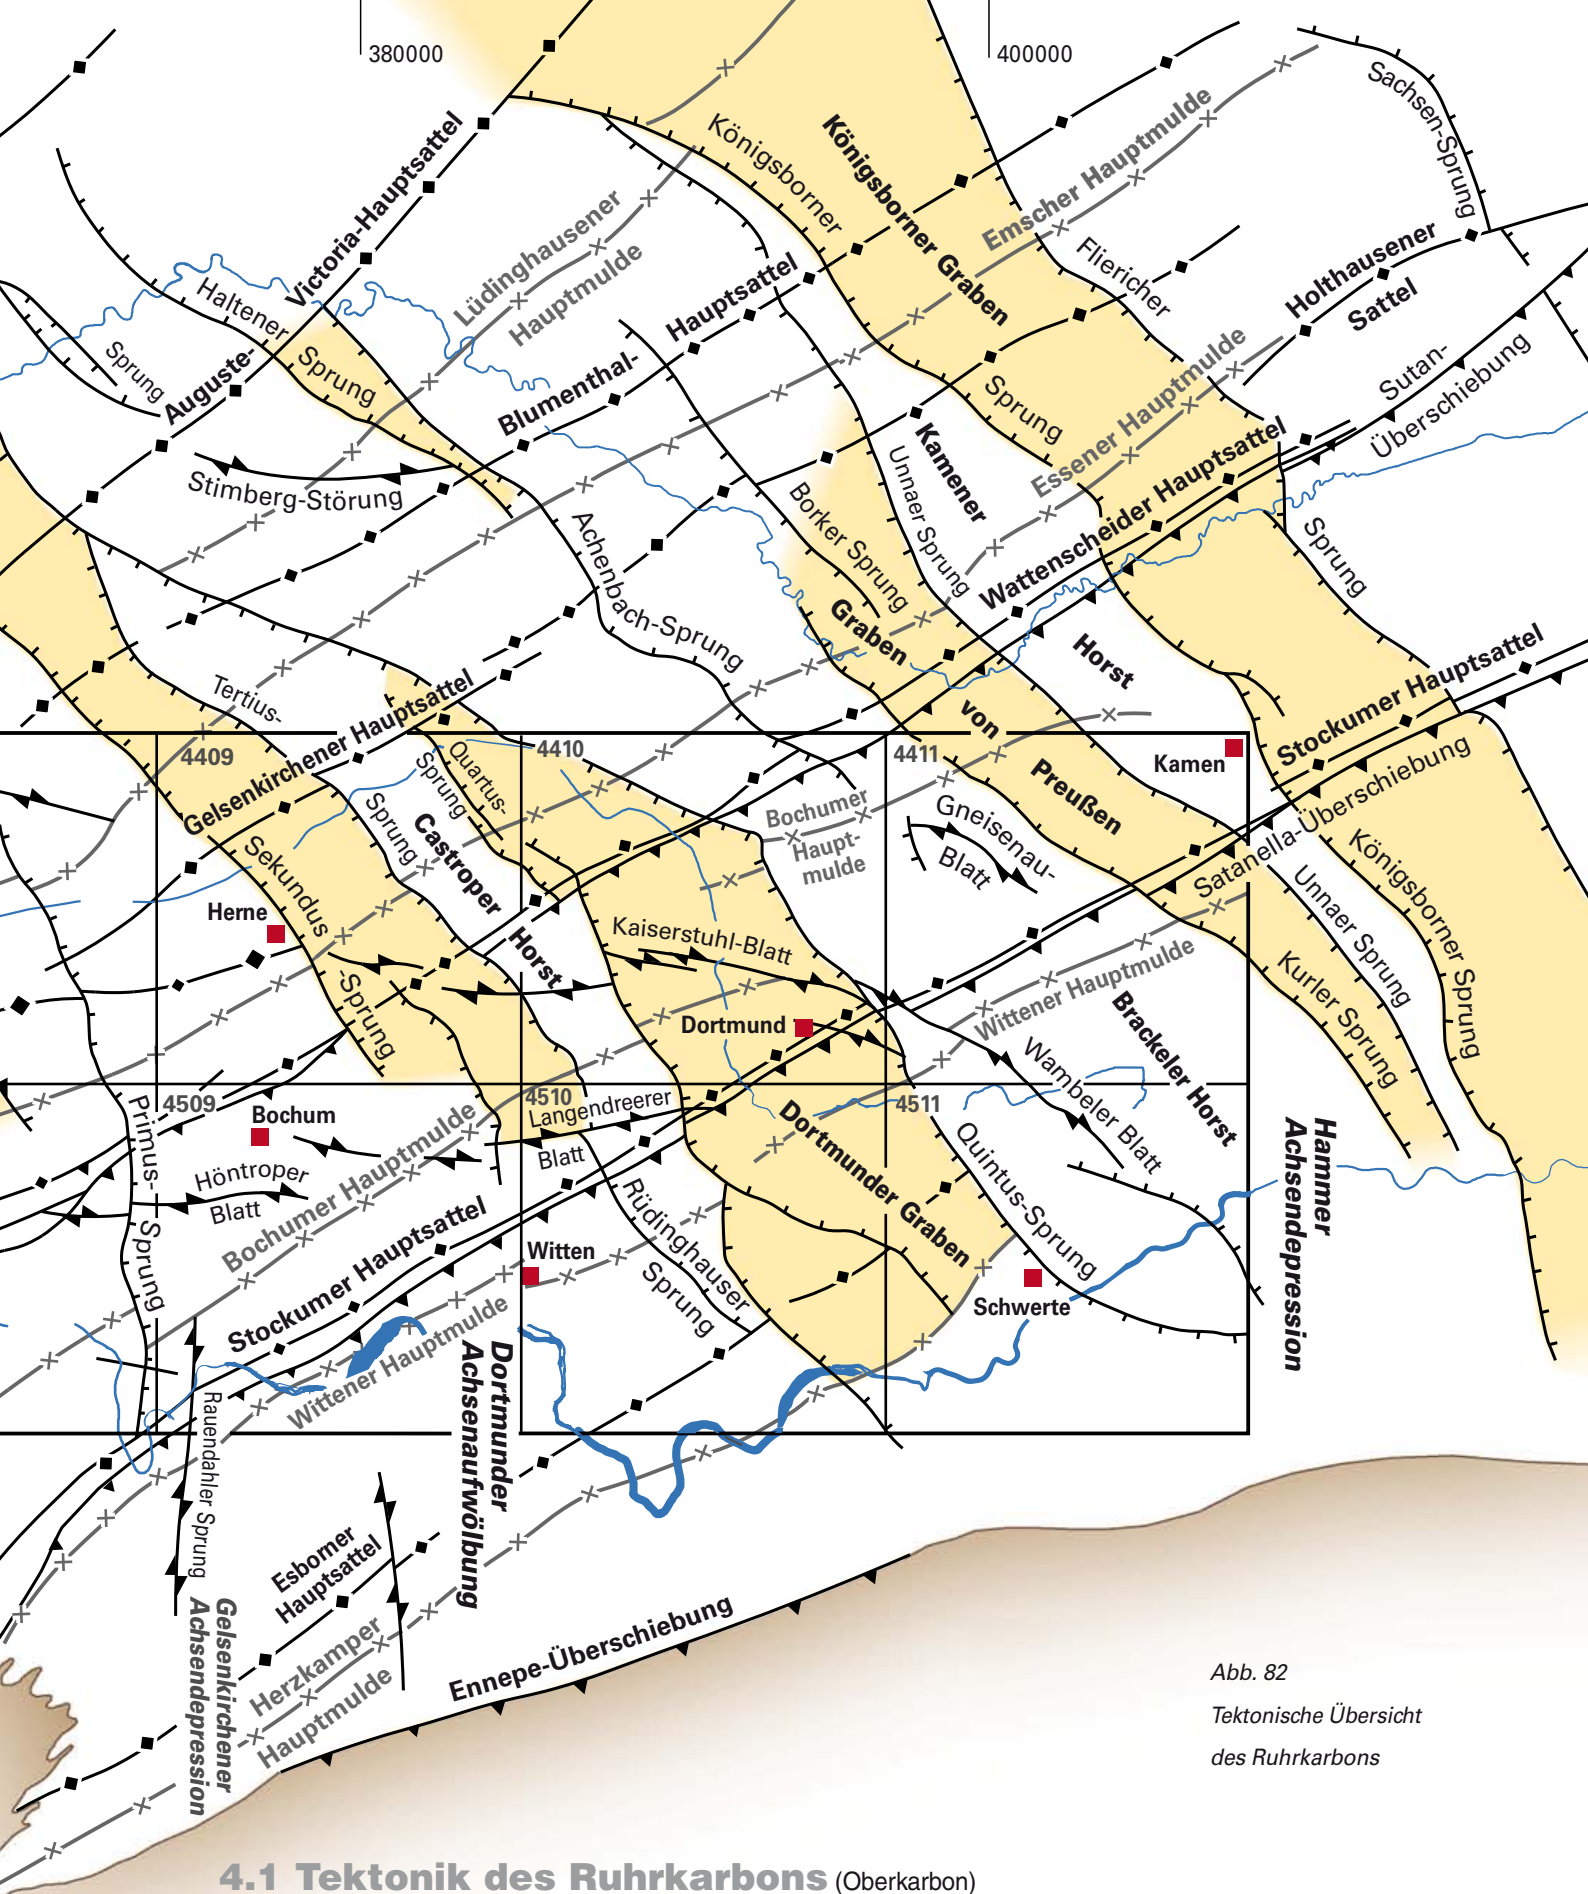 380000
400000
Sachsen-Sprung
Königsborner
Königsborner Graben
Emscher Hauptmulde
Victoria-Hauptsattel
Lüdinghausener
Hauptmulde
Fliericher
Holthausener
Sattel
Haltener
Sprung
Sprung
Auguste-
Blumenthal-
Hauptsattel
Sutan-
Überschiebung
Essener Hauptmulde
Sprung
Kamener
Stimberg-Störung
Unnaer Sprung
Borker Sprung
Wattenscheider Hauptsattel
Achenbach-Sprung
Sprung
Graben
Horst
von
Preußen
Stockumer Hauptsattel
Tertius-
Sprung
Gelsenkirchener Hauptsattel
4409
4410
4411
Kamen
Quartus-
Sprung
Castroper
Horst
Bochumer
Haupt-
mulde
Gneisenau-
Blatt
Satanella-Überschiebung
Sekundus
-Sprung
Herne
Kaiserstuhl-Blatt
Unnaer Sprung
Königsborner Sprung
Kurler Sprung
Wittener Hauptmulde
Brackeler Horst
Dortmund
Wambeler Blatt
4509
4510
4511
Primus-
Sprung
Bochum
Langendreerer
Blatt
Dortmunder Graben
Quintus-Sprung
Hammer
Achsendepression
Höntroper
Blatt
Bochumer Hauptmulde
Rüdinghauser
Sprung
Stockumer Hauptsattel
Witten
Schwerte
Wittener Hauptmulde
Dortmunder
Achsenaufwölbung
Rauendahler Sprung
Esborner
Hauptsattel
Gelsenkirchener
Achsendepression
Herzkamper
Hauptmulde
Ennepe-Überschiebung
Abb. 82
Tektonische Übersicht
des Ruhrkarbons
4.1 Tektonik des Ruhrkarbons (Oberkarbon)